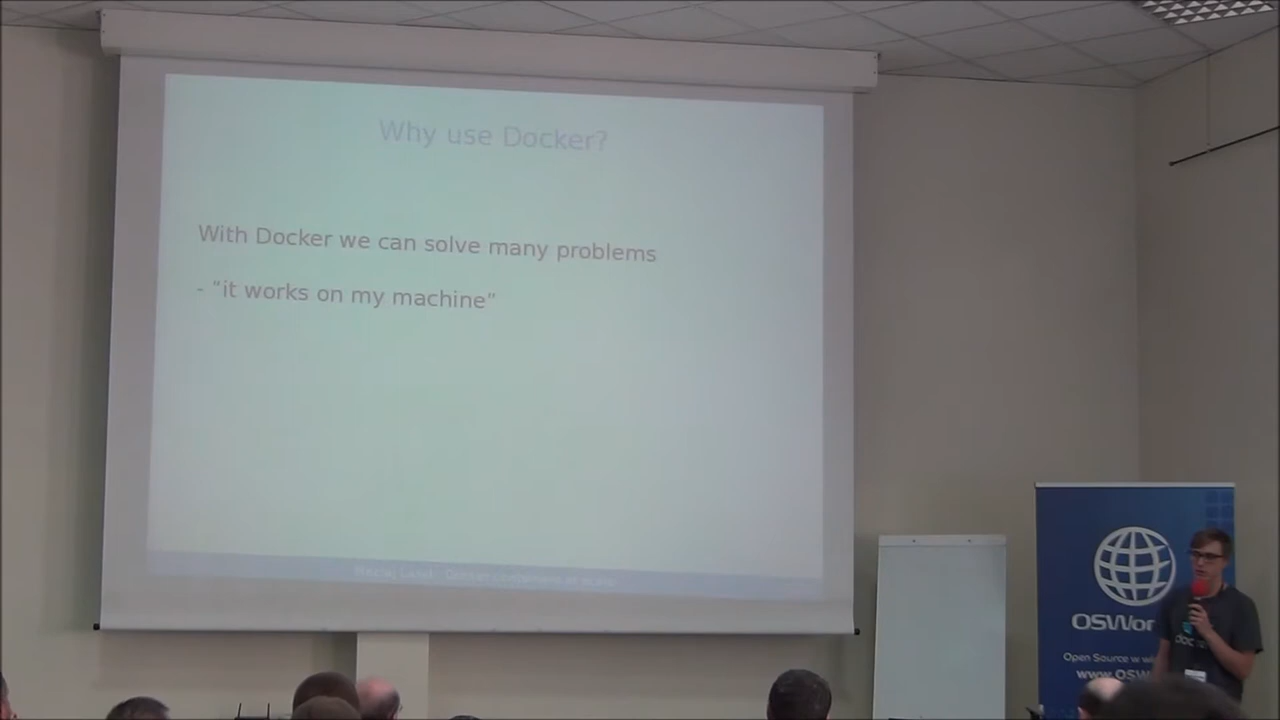 Why use Docker?
With Docker we can solve many problems
- “it works on my machine”
OSWor
Open Source w
www.OSW
doc